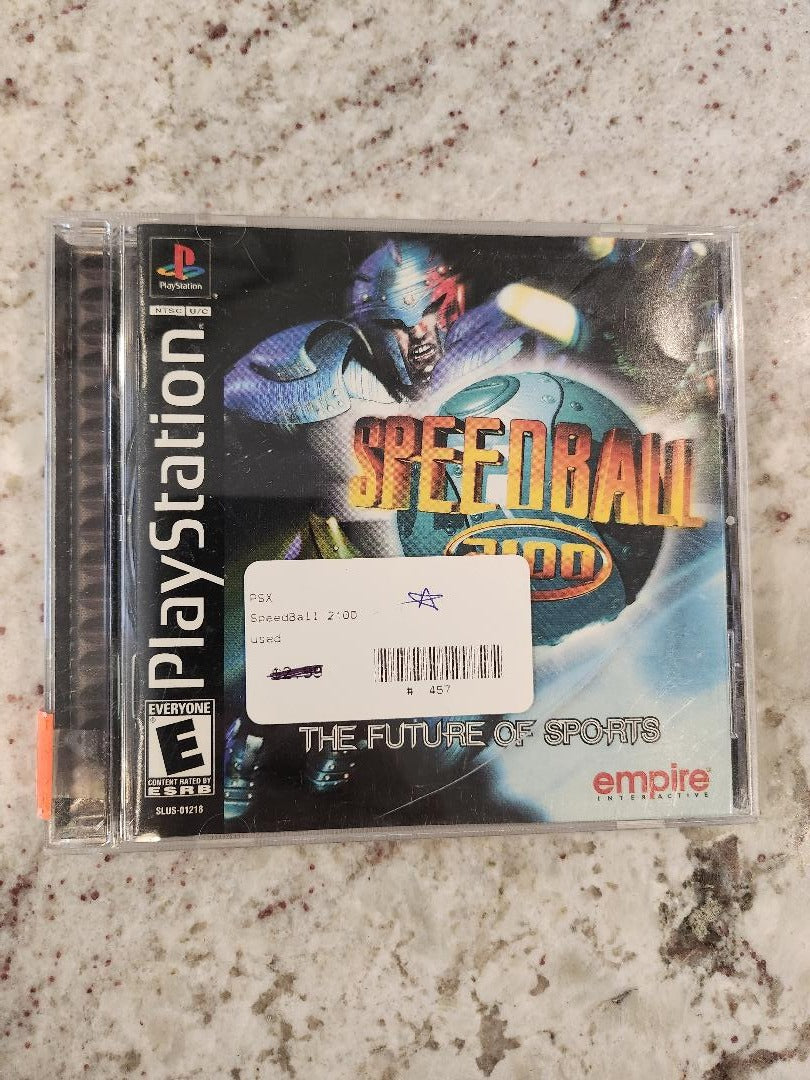 PlayStation
NTSC U/C
PlayStation
SPEEDBALL
2100
PSX
SpeedBall 2100
used
# 457
THE FUTURE OF SPORTS
EVERYONE
E
CONTENT RATED BY
ESRB
SLUS-01218
empire
INTERACTIVE